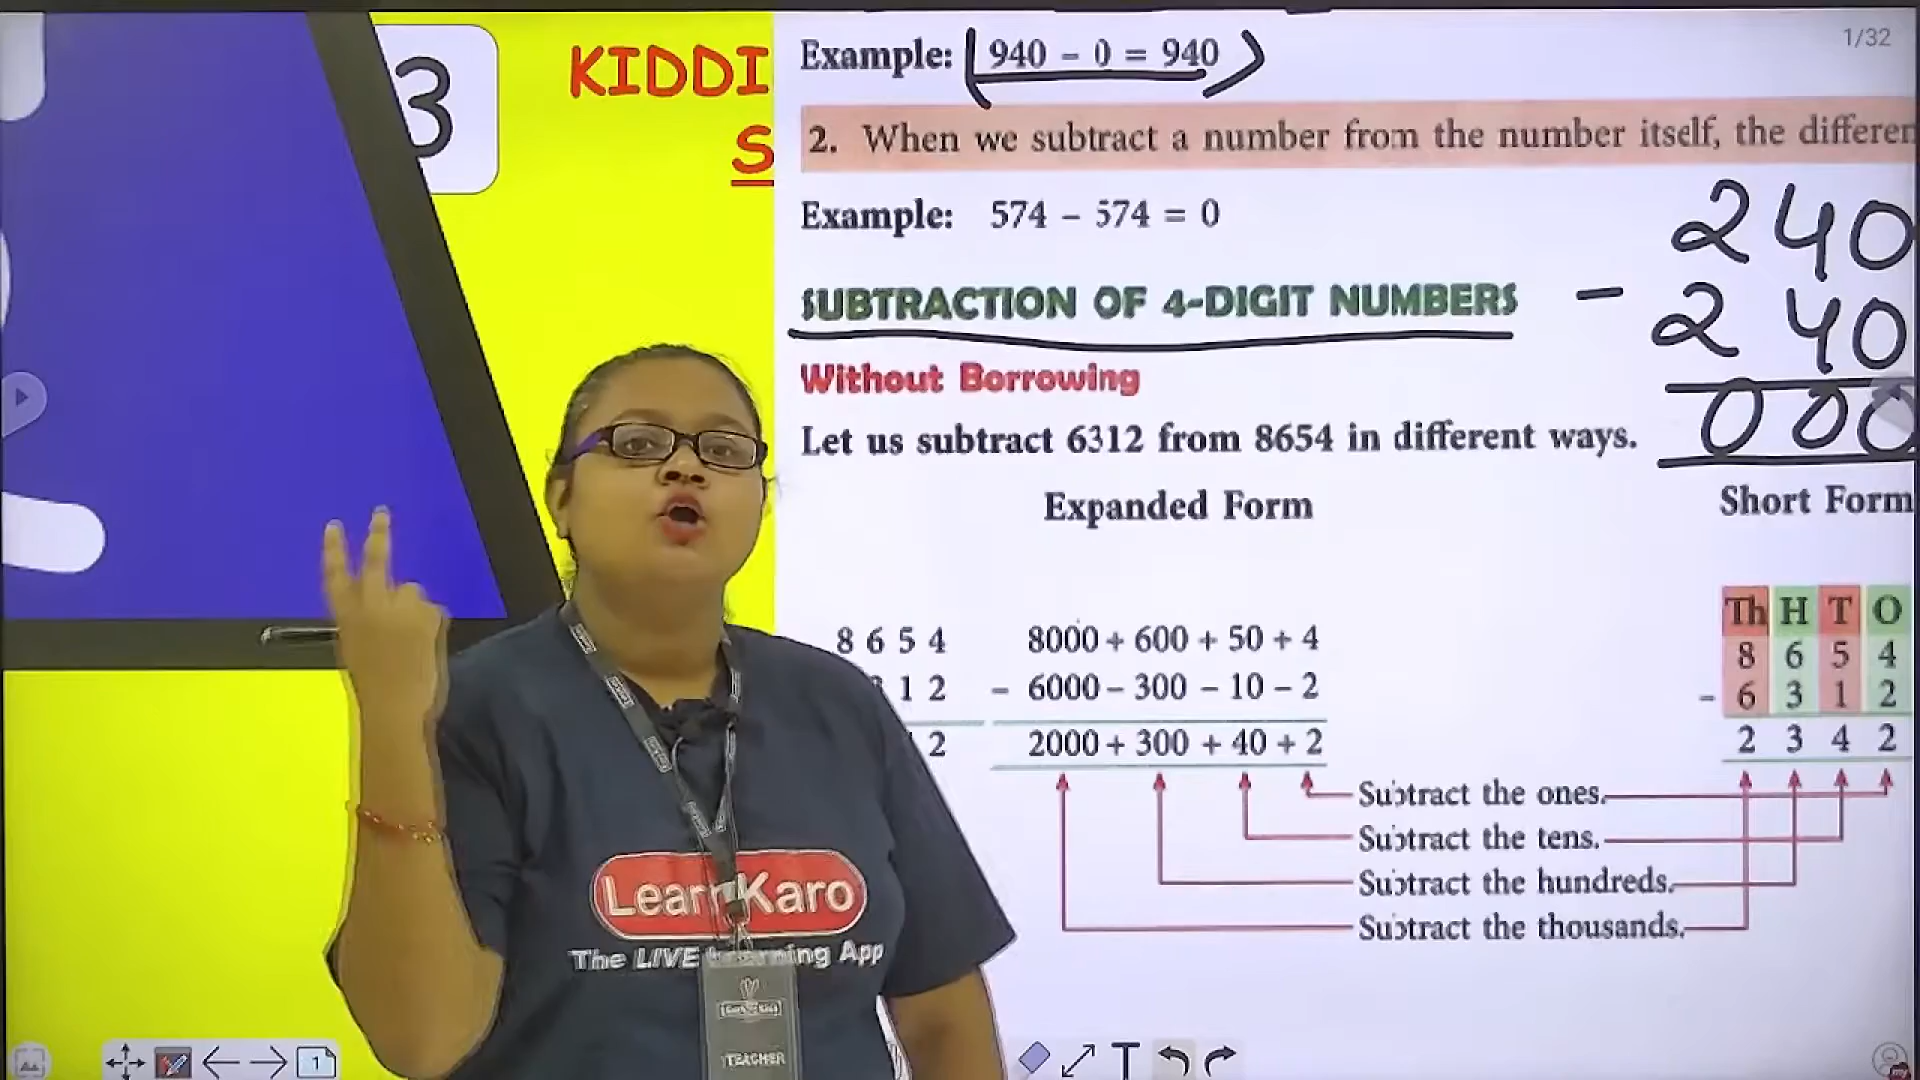 3
KIDDI
S
1/32
Example: 940 – 0 = 940
2. When we subtract a number from the number itself, the differen
Example: 574 – 574 = 0
240
– 240
000
SUBTRACTION OF 4-DIGIT NUMBERS
Without Borrowing
Let us subtract 6312 from 8654 in different ways.
Expanded Form
Short Form
8 6 5 4
1 2
2
8000 + 600 + 50 + 4
– 6000 – 300 – 10 – 2
2000 + 300 + 40 + 2
Th H T O
8 6 5 4
– 6 3 1 2
2 3 4 2
Subtract the ones.
Subtract the tens.
Subtract the hundreds.
Subtract the thousands.
LearnKaro
The LIVE Learning App
TEACHER
1
T